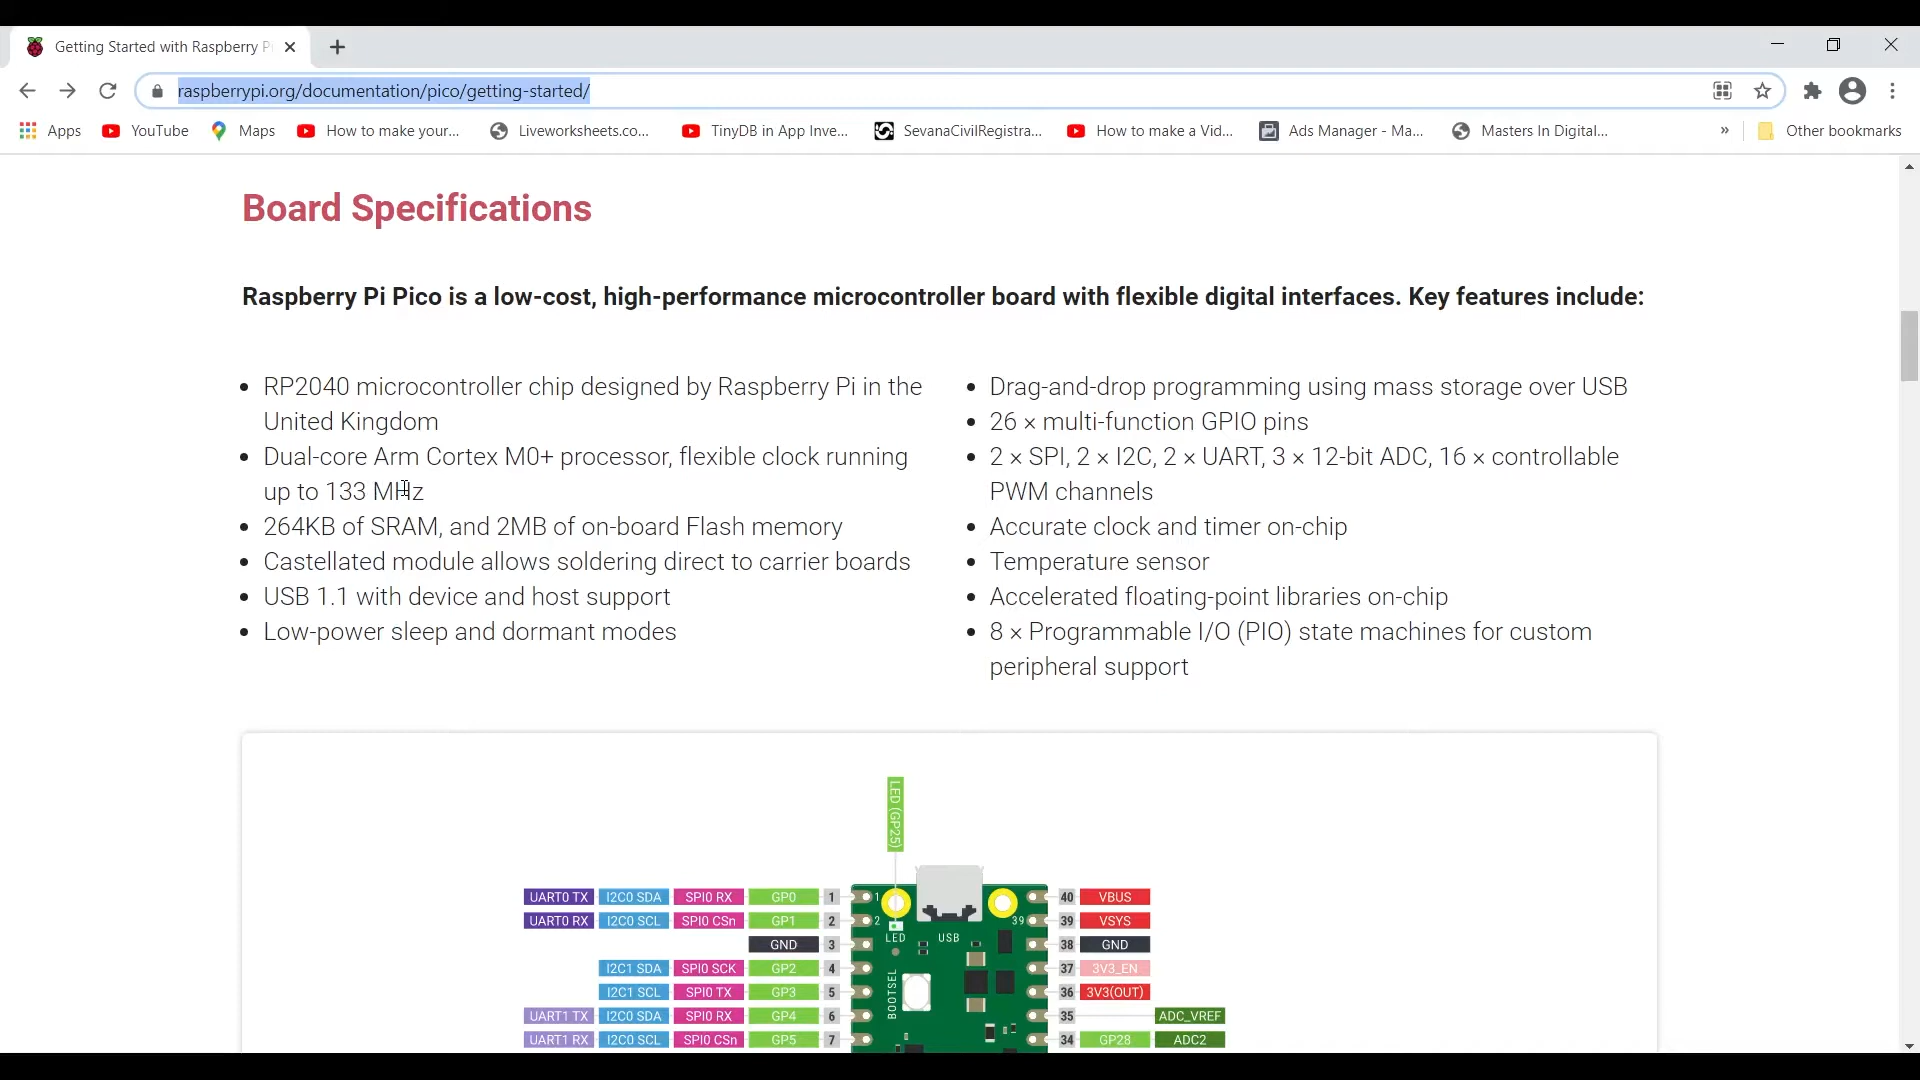 Getting Started with Raspberry P
raspberrypi.org/documentation/pico/getting-started/
Apps
YouTube
Maps
How to make your...
Liveworksheets.co...
TinyDB in App Inve...
SevanaCivilRegistra...
How to make a Vid...
Ads Manager - Ma...
Masters In Digital...
»
Other bookmarks
Board Specifications
Raspberry Pi Pico is a low-cost, high-performance microcontroller board with flexible digital interfaces. Key features include:
• RP2040 microcontroller chip designed by Raspberry Pi in the
United Kingdom
• Dual-core Arm Cortex M0+ processor, flexible clock running
up to 133 MHz
• 264KB of SRAM, and 2MB of on-board Flash memory
• Castellated module allows soldering direct to carrier boards
• USB 1.1 with device and host support
• Low-power sleep and dormant modes
• Drag-and-drop programming using mass storage over USB
• 26 × multi-function GPIO pins
• 2 × SPI, 2 × I2C, 2 × UART, 3 × 12-bit ADC, 16 × controllable
PWM channels
• Accurate clock and timer on-chip
• Temperature sensor
• Accelerated floating-point libraries on-chip
• 8 × Programmable I/O (PIO) state machines for custom
peripheral support
LED (GP25)
UART0 TX I2C0 SDA SPI0 RX GP0 1 1 40 VBUS
UART0 RX I2C0 SCL SPI0 CSn GP1 2 2 39 39 VSYS
LED USB
GND 3 38 GND
I2C1 SDA SPI0 SCK GP2 4 37 3V3_EN
BOOTSEL
I2C1 SCL SPI0 TX GP3 5 36 3V3(OUT)
UART1 TX I2C0 SDA SPI0 RX GP4 6 35 ADC_VREF
UART1 RX I2C0 SCL SPI0 CSn GP5 7 34 GP28 ADC2